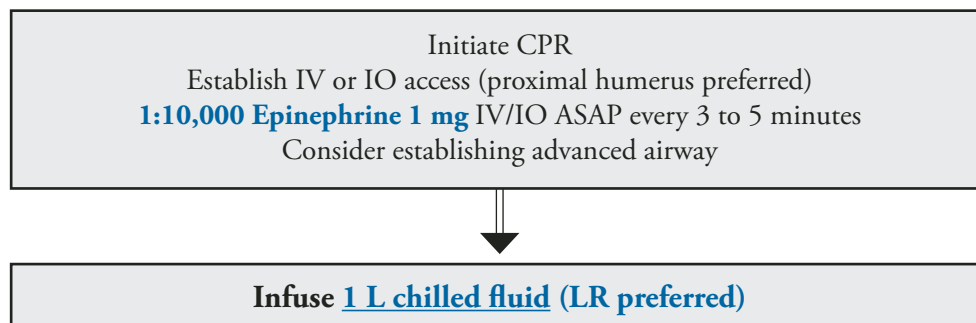 Initiate CPR
Establish IV or IO access (proximal humerus preferred)
1:10,000 Epinephrine 1 mg IV/IO ASAP every 3 to 5 minutes
Consider establishing advanced airway
Infuse 1 L chilled fluid (LR preferred)